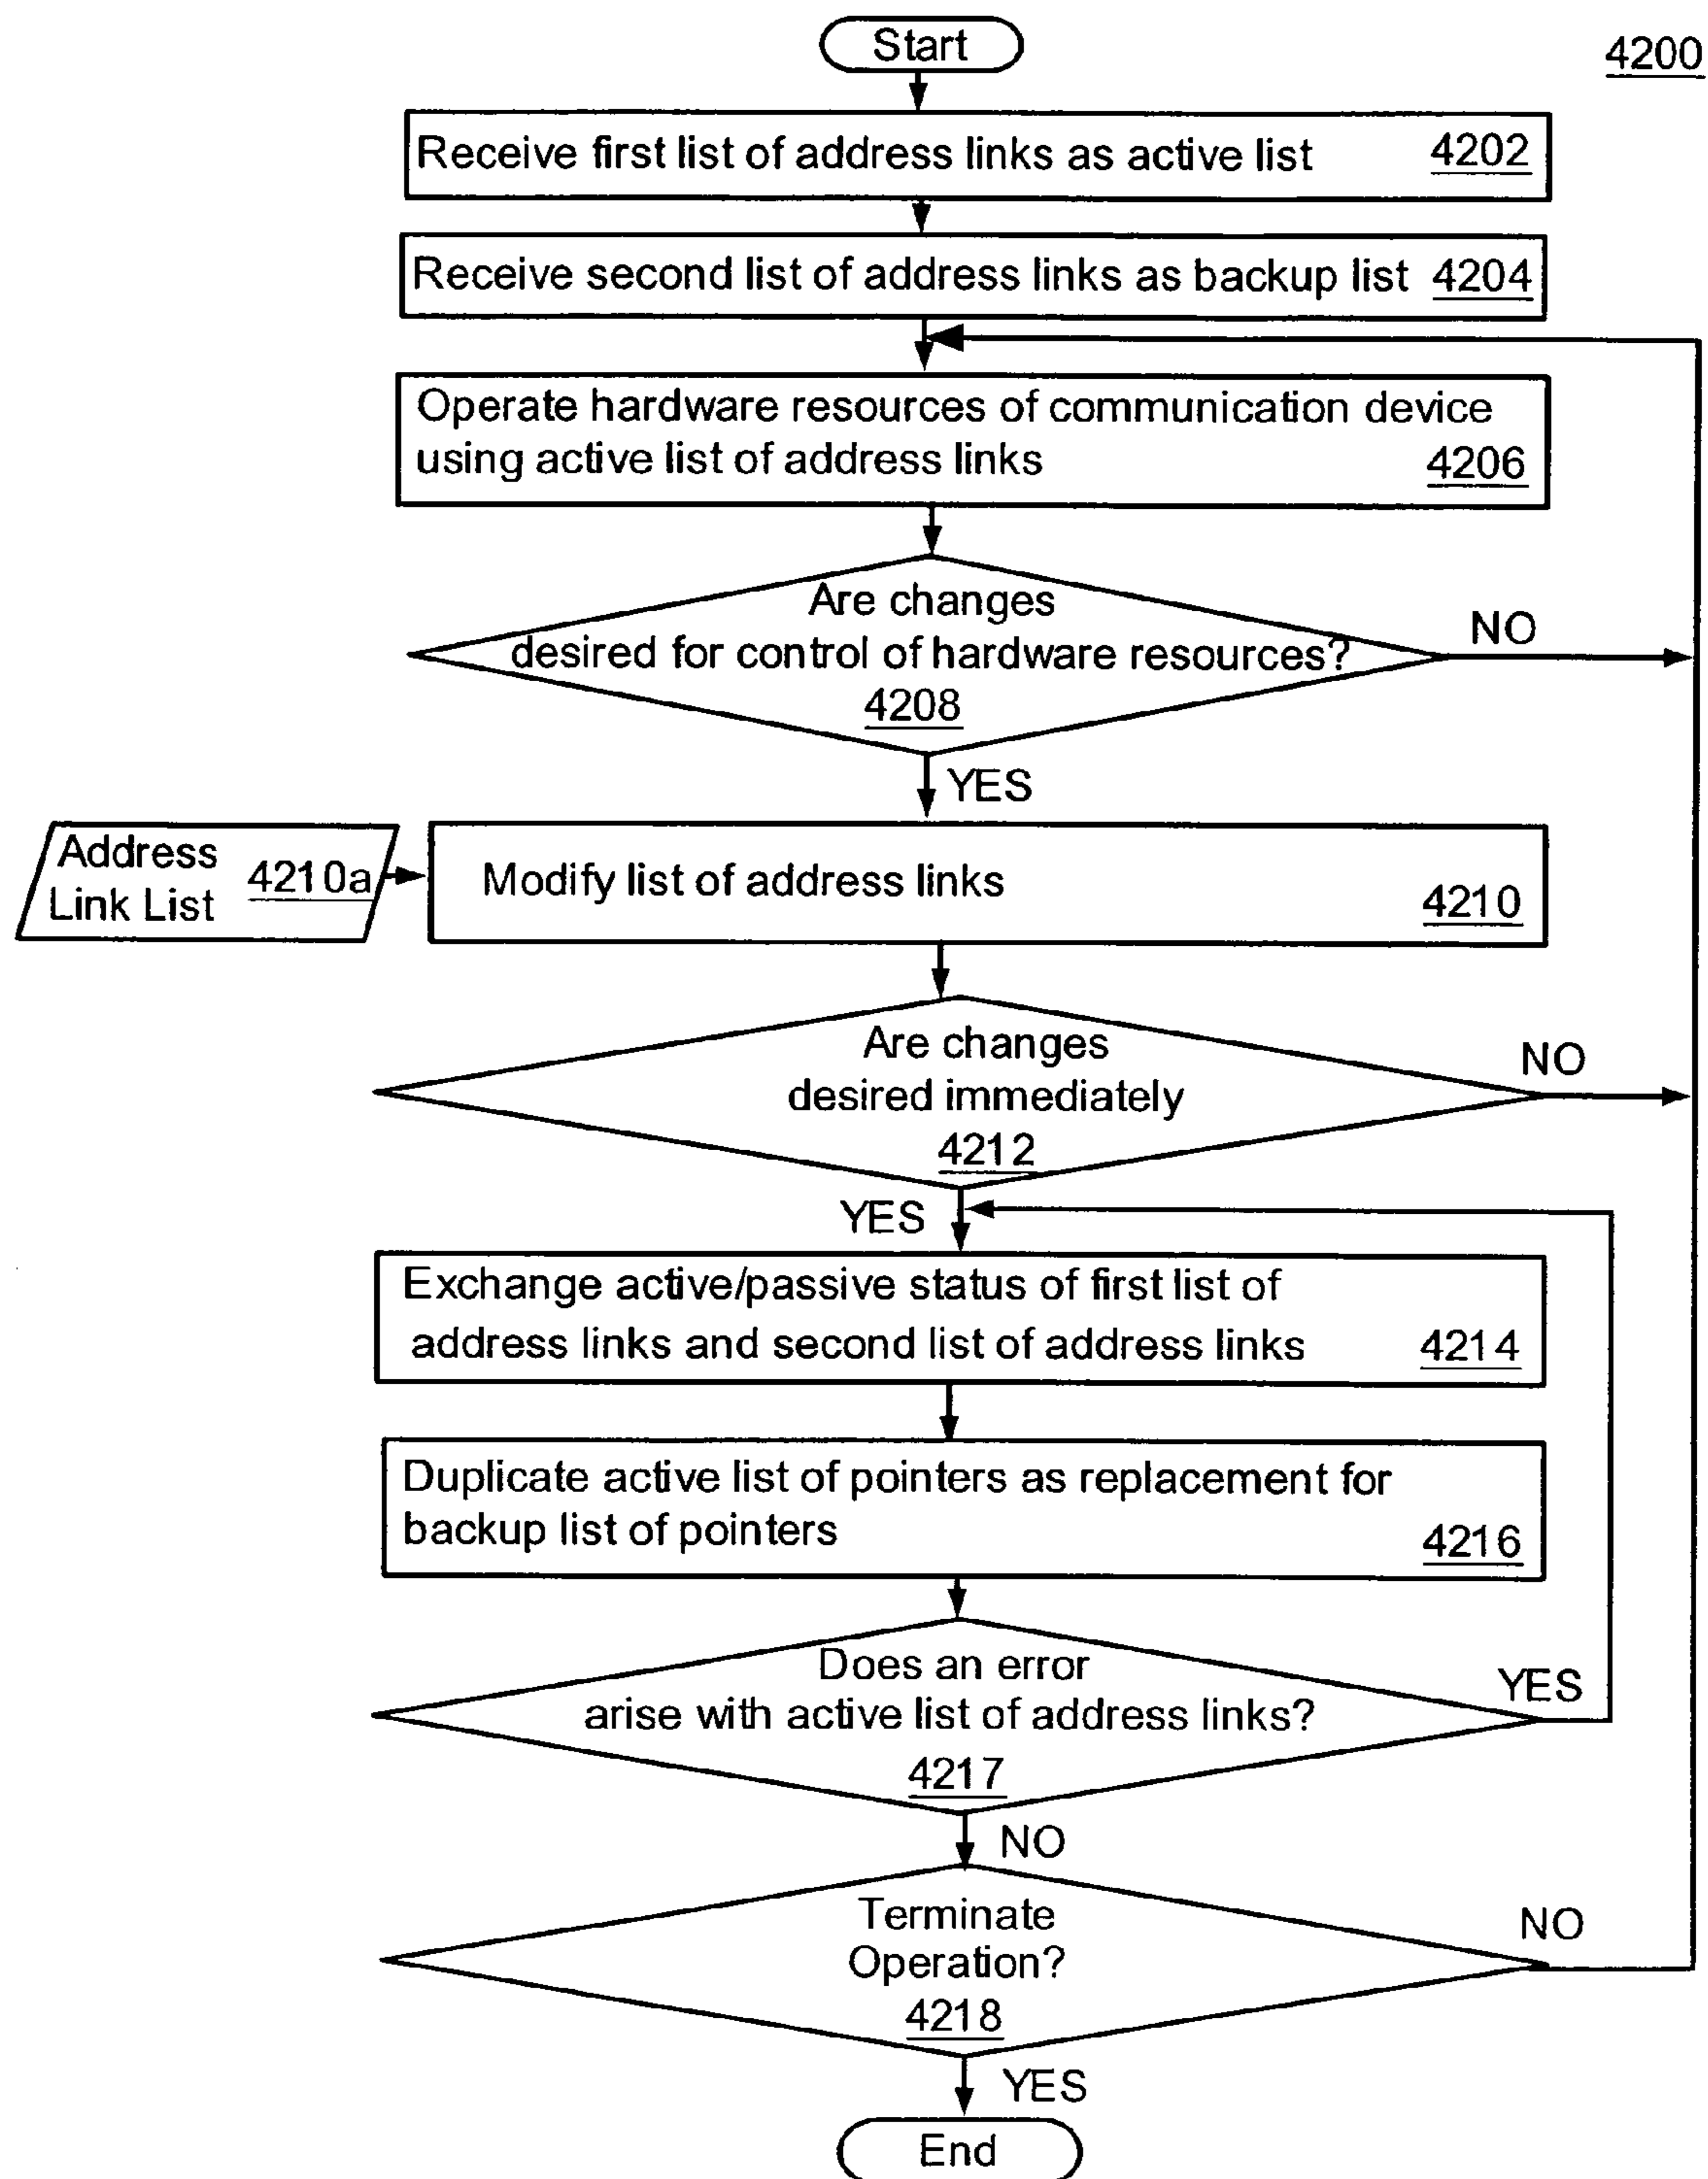 Start
4200
Receive first list of address links as active list 4202
Receive second list of address links as backup list 4204
Operate hardware resources of communication device
using active list of address links 4206
Are changes
desired for control of hardware resources?
4208
NO
YES
Address
Link List 4210a
Modify list of address links
4210
Are changes
desired immediately
4212
NO
YES
Exchange active/passive status of first list of
address links and second list of address links 4214
Duplicate active list of pointers as replacement for
backup list of pointers
4216
Does an error
arise with active list of address links?
4217
YES
NO
Terminate
Operation?
4218
NO
YES
End